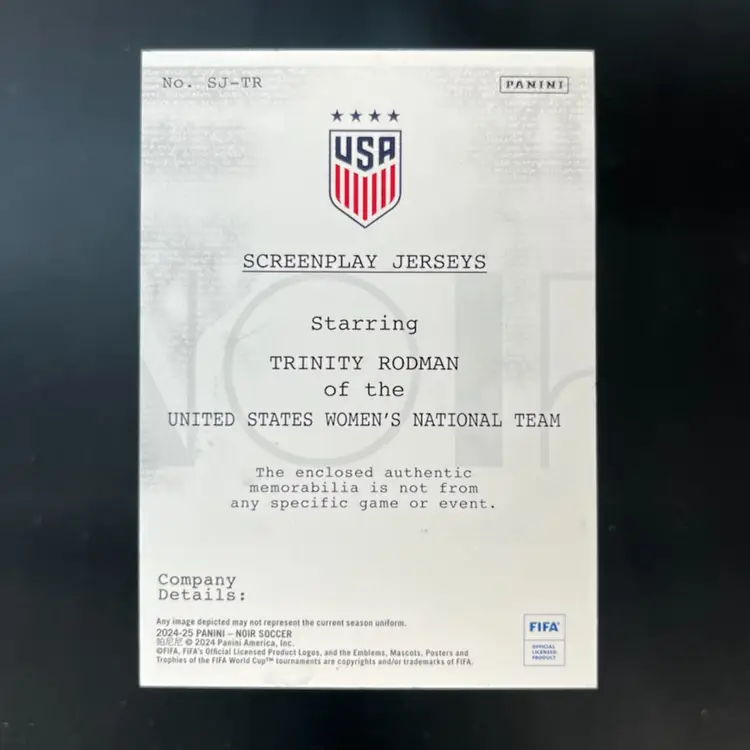 No. SJ-TR
PANINI
USA
SCREENPLAY JERSEYS
Starring
TRINITY RODMAN
of the
UNITED STATES WOMEN'S NATIONAL TEAM
The enclosed authentic
memorabilia is not from
any specific game or event.
NOIR
Company
Details:
Any image depicted may not represent the current season uniform.
2024-25 PANINI – NOIR SOCCER
帕尼尼 © 2024 Panini America, Inc.
©FIFA, FIFA's Official Licensed Product Logos, and the Emblems, Mascots, Posters and
Trophies of the FIFA World Cup™ tournaments are copyrights and/or trademarks of FIFA.
FIFA®
OFFICIAL
LICENSED
PRODUCT